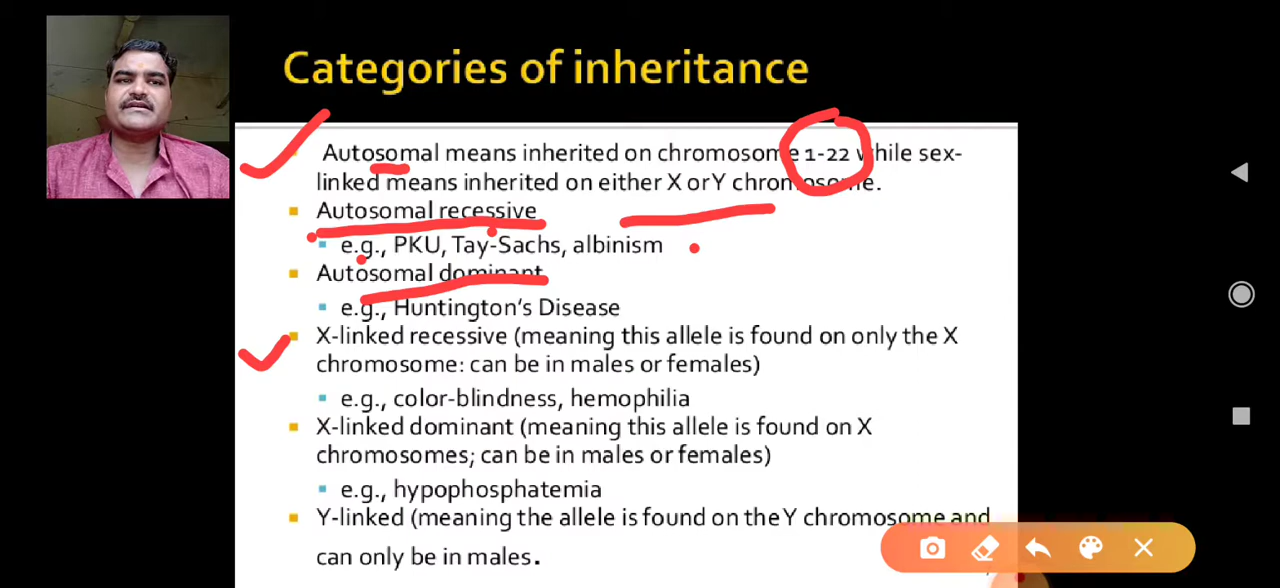 Categories of inheritance
Autosomal means inherited on chromosome 1-22 while sex-
linked means inherited on either X or Y chromosome.
Autosomal recessive
e.g., PKU, Tay-Sachs, albinism
Autosomal dominant
e.g., Huntington's Disease
X-linked recessive (meaning this allele is found on only the X
chromosome: can be in males or females)
e.g., color-blindness, hemophilia
X-linked dominant (meaning this allele is found on X
chromosomes; can be in males or females)
e.g., hypophosphatemia
Y-linked (meaning the allele is found on the Y chromosome and
can only be in males.